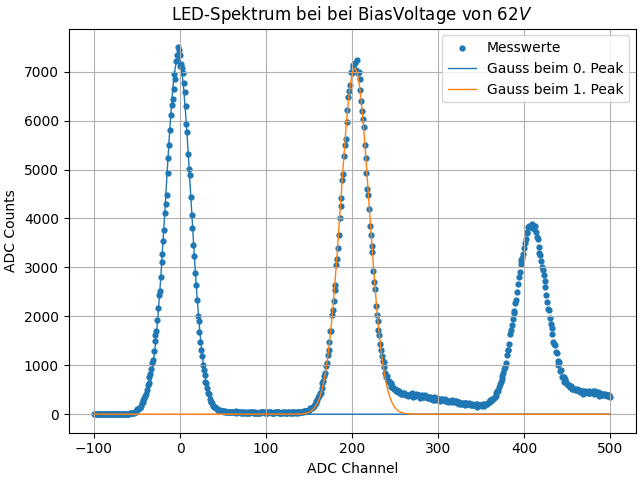 LED-Spektrum bei bei BiasVoltage von 62V
Messwerte
Gauss beim 0. Peak
Gauss beim 1. Peak
7000
6000
5000
4000
3000
2000
1000
0
ADC Counts
−100 0 100 200 300 400 500
ADC Channel